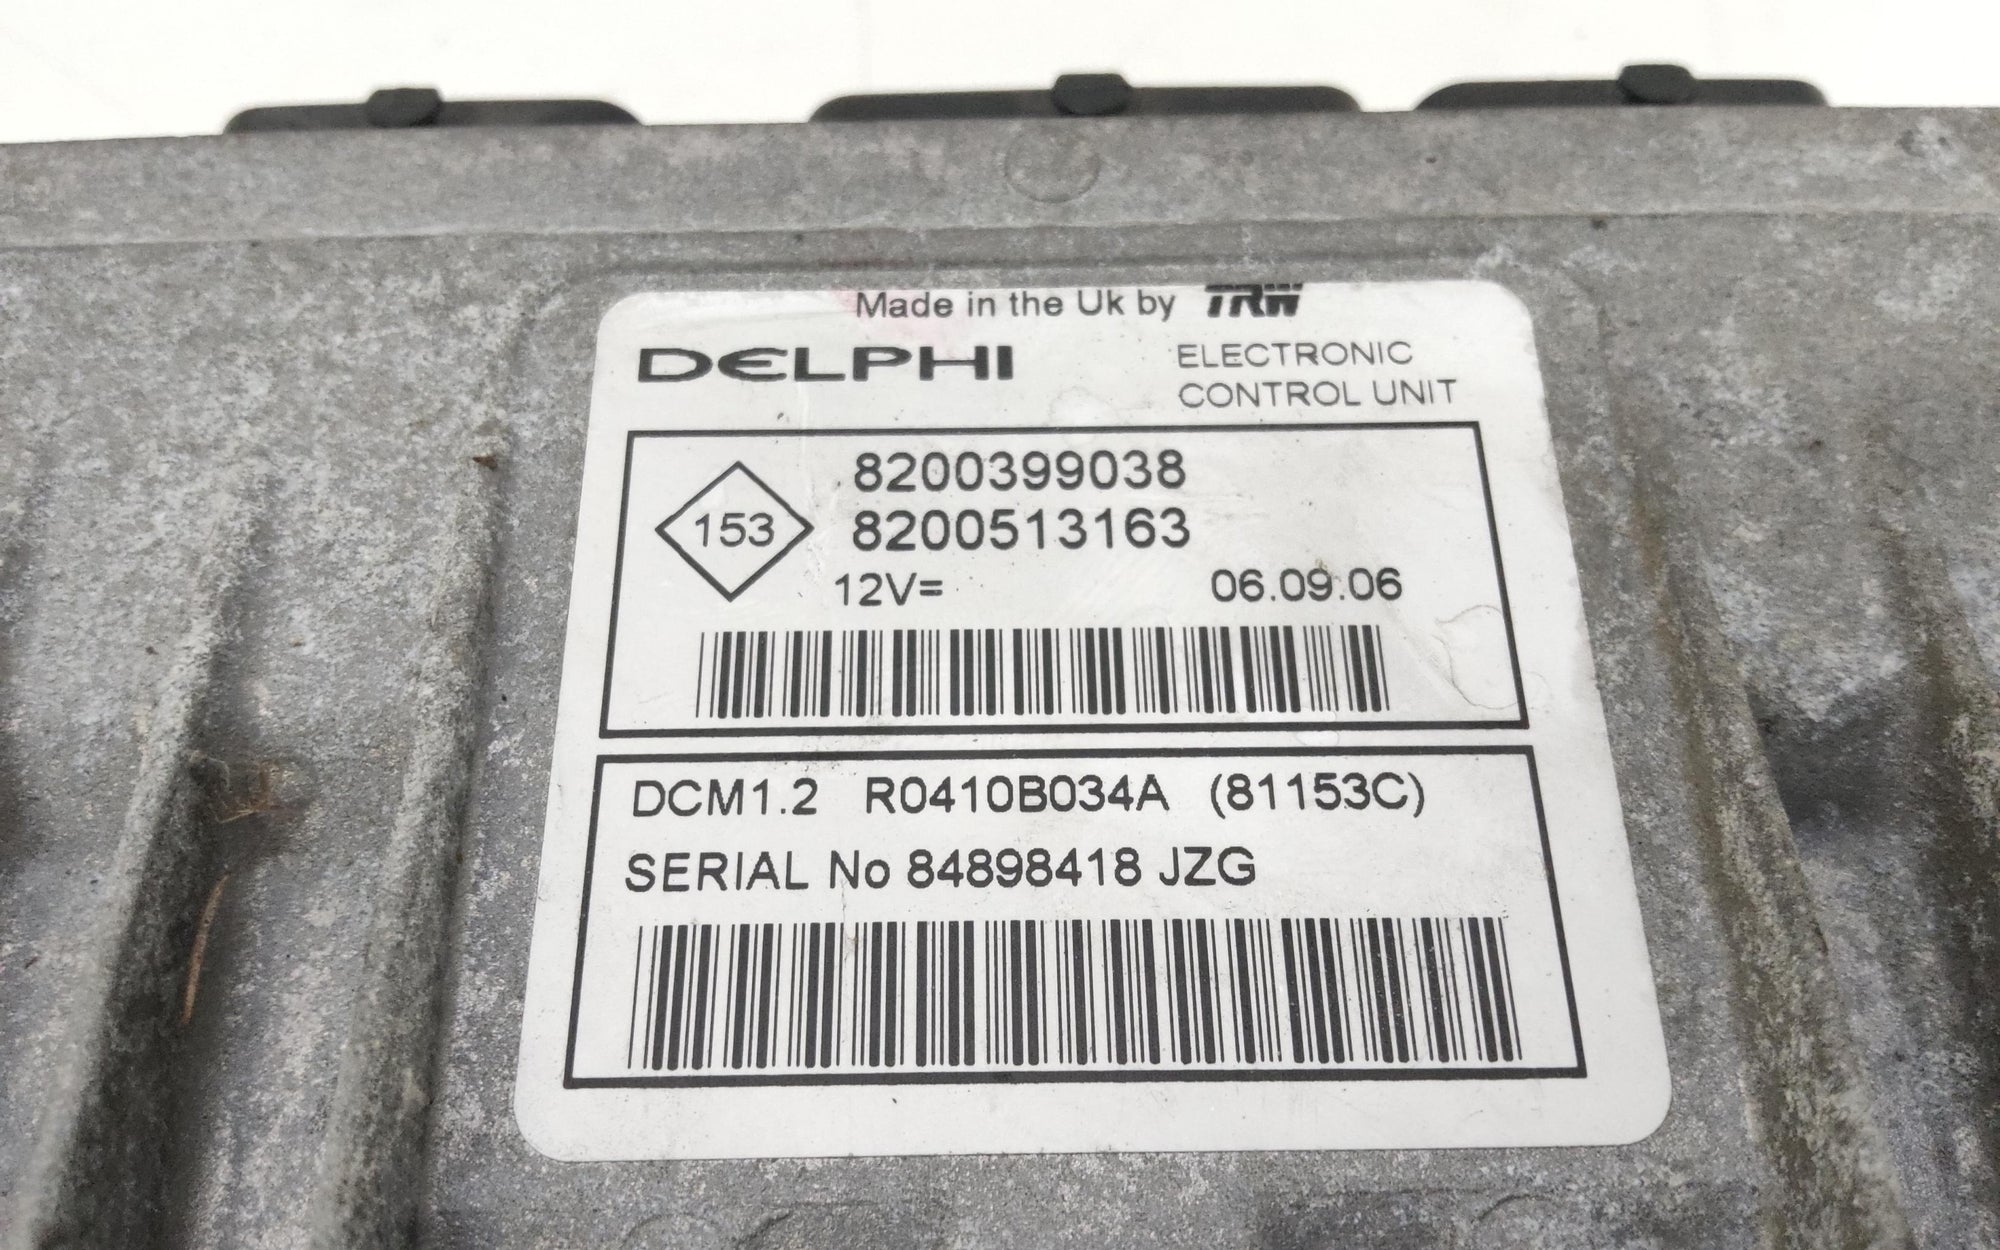 Made in the Uk by TRW
DELPHI
ELECTRONIC
CONTROL UNIT
8200399038
153
8200513163
12V= 06.09.06
DCM1.2 R0410B034A (81153C)
SERIAL No 84898418 JZG